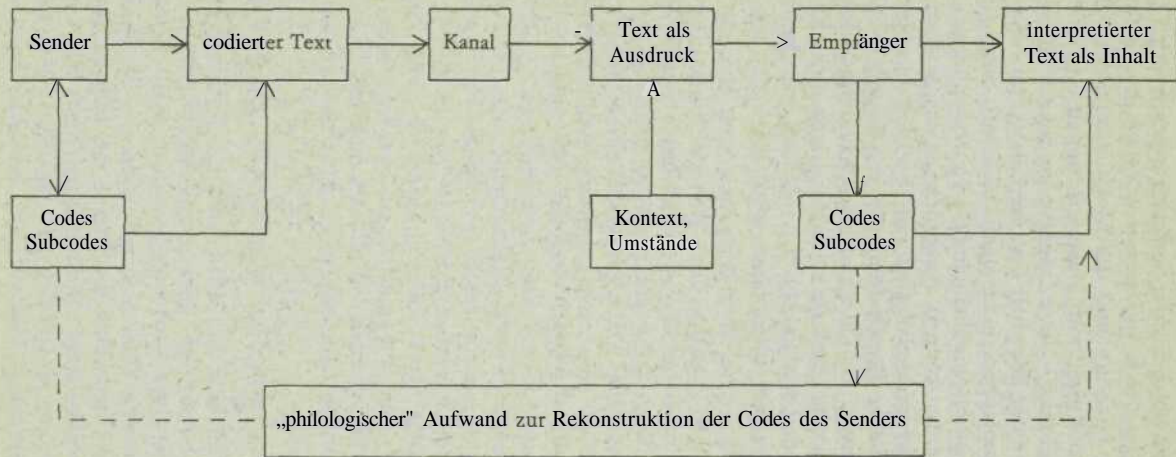 Sender
codierter Text
Kanal
Text als
Ausdruck
Empfänger
interpretierter
Text als Inhalt
Codes
Subcodes
Kontext,
Umstände
Codes
Subcodes
„philologischer" Aufwand zur Rekonstruktion der Codes des Senders